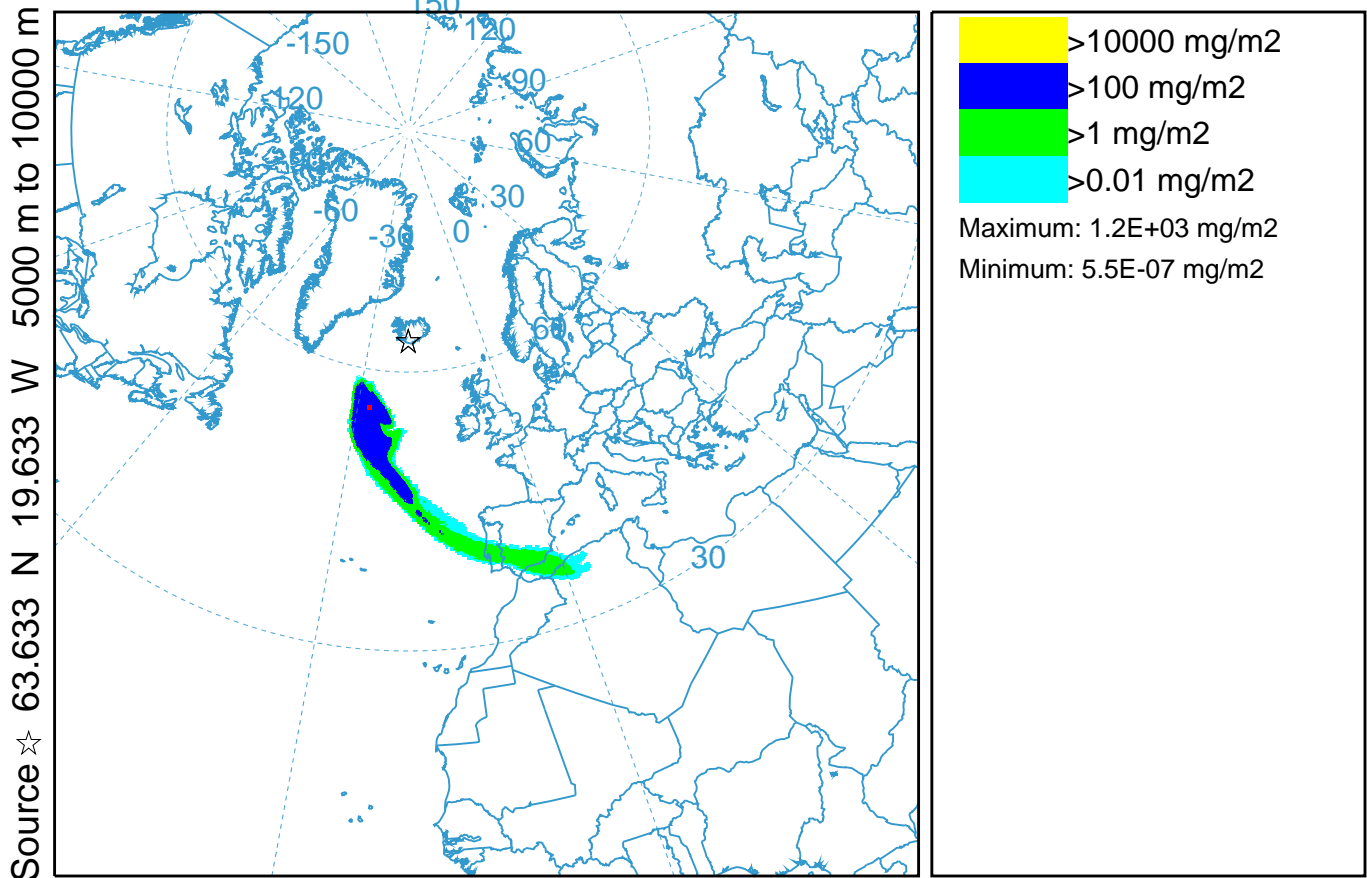 Source ☆ 63.633 N 19.633 W 5000 m to 10000 m
150
-150
120
-120
90
60
-60
30
-30
0
60
30
>10000 mg/m2
>100 mg/m2
>1 mg/m2
>0.01 mg/m2
Maximum: 1.2E+03 mg/m2
Minimum: 5.5E-07 mg/m2